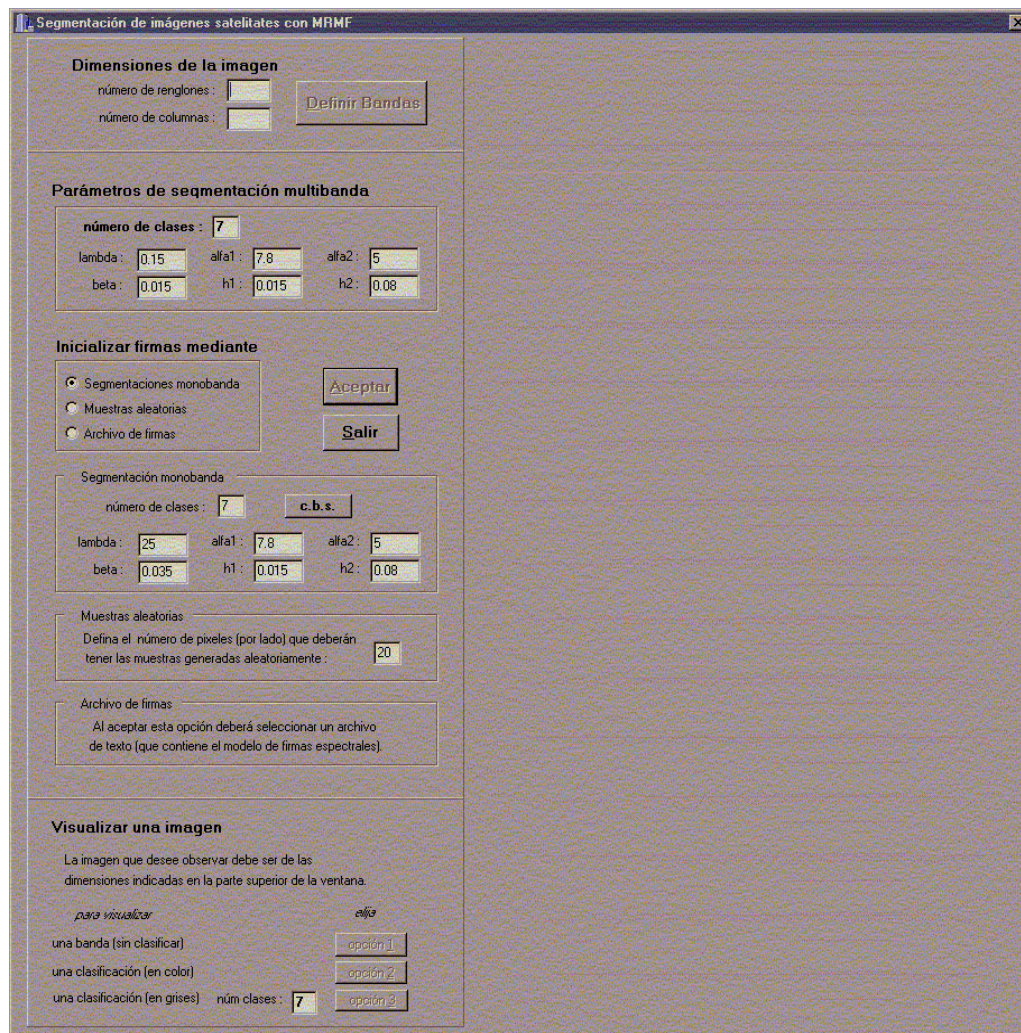 Segmentación de imágenes satelitates con MRMF
Dimensiones de la imagen
número de renglones :
número de columnas :
Definir Bandas
Parámetros de segmentación multibanda
número de clases : 7
lambda : 0.15 alfa1 : 7.8 alfa2 : 5
beta : 0.015 h1 : 0.015 h2 : 0.08
Inicializar firmas mediante
Segmentaciones monobanda
Muestras aleatorias
Archivo de firmas
Aceptar
Salir
Segmentación monobanda
número de clases : 7 c.b.s.
lambda : 25 alfa1 : 7.8 alfa2 : 5
beta : 0.035 h1 : 0.015 h2 : 0.08
Muestras aleatorias
Defina el número de pixeles (por lado) que deberán
tener las muestras generadas aleatoriamente : 20
Archivo de firmas
Al aceptar esta opción deberá seleccionar un archivo
de texto (que contiene el modelo de firmas espectrales).
Visualizar una imagen
La imagen que desee observar debe ser de las
dimensiones indicadas en la parte superior de la ventana.
para visualizar elija
una banda (sin clasificar) opción 1
una clasificación (en color) opción 2
una clasificación (en grises) núm clases : 7 opción 3